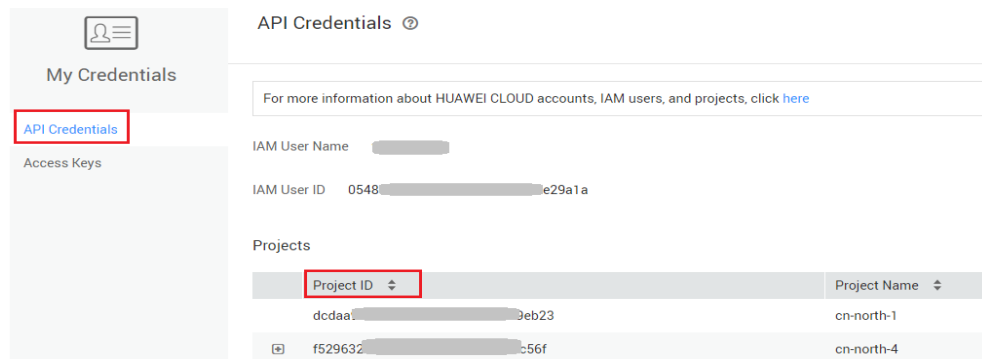 API Credentials
My Credentials
For more information about HUAWEI CLOUD accounts, IAM users, and projects, click here
API Credentials
IAM User Name
Access Keys
IAM User ID 0548 e29a1a
Projects
Project ID Project Name
dcdaa 9eb23 cn-north-1
f529632 c56f cn-north-4